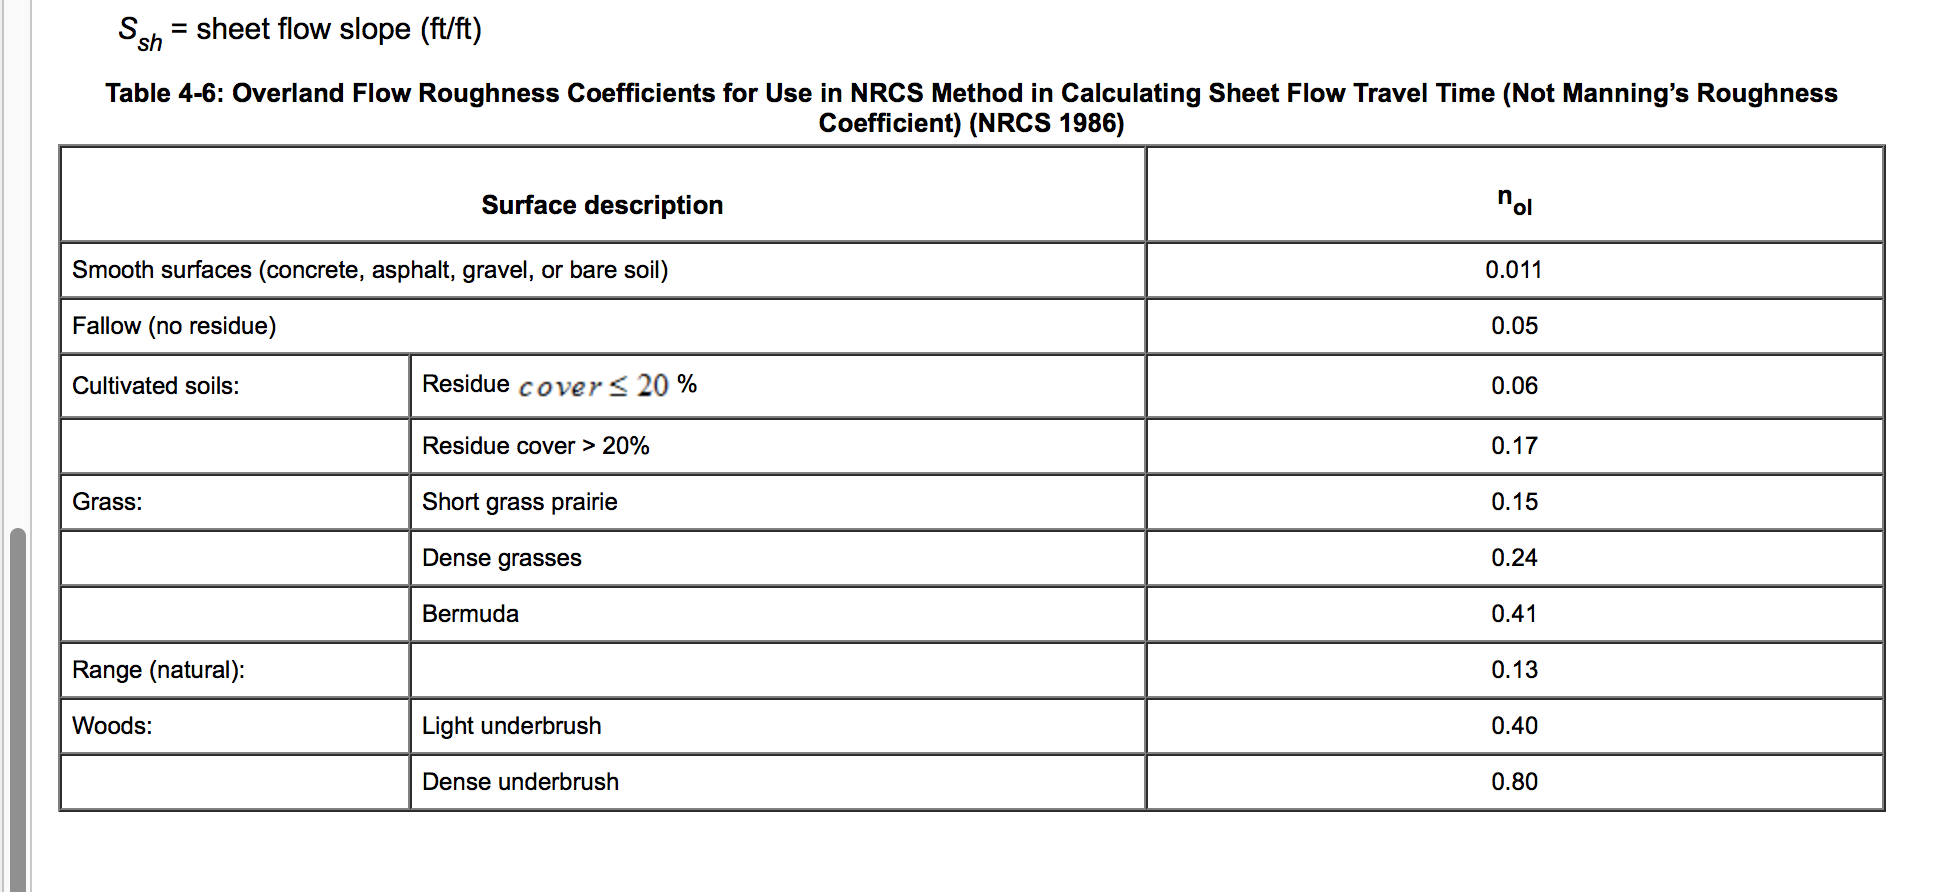 Ssh = sheet flow slope (ft/ft)
Table 4-6: Overland Flow Roughness Coefficients for Use in NRCS Method in Calculating Sheet Flow Travel Time (Not Manning’s Roughness
Coefficient) (NRCS 1986)
Surface description nol
Smooth surfaces (concrete, asphalt, gravel, or bare soil) 0.011
Fallow (no residue) 0.05
Cultivated soils: Residue cover ≤ 20 % 0.06
Residue cover > 20% 0.17
Grass: Short grass prairie 0.15
Dense grasses 0.24
Bermuda 0.41
Range (natural): 0.13
Woods: Light underbrush 0.40
Dense underbrush 0.80